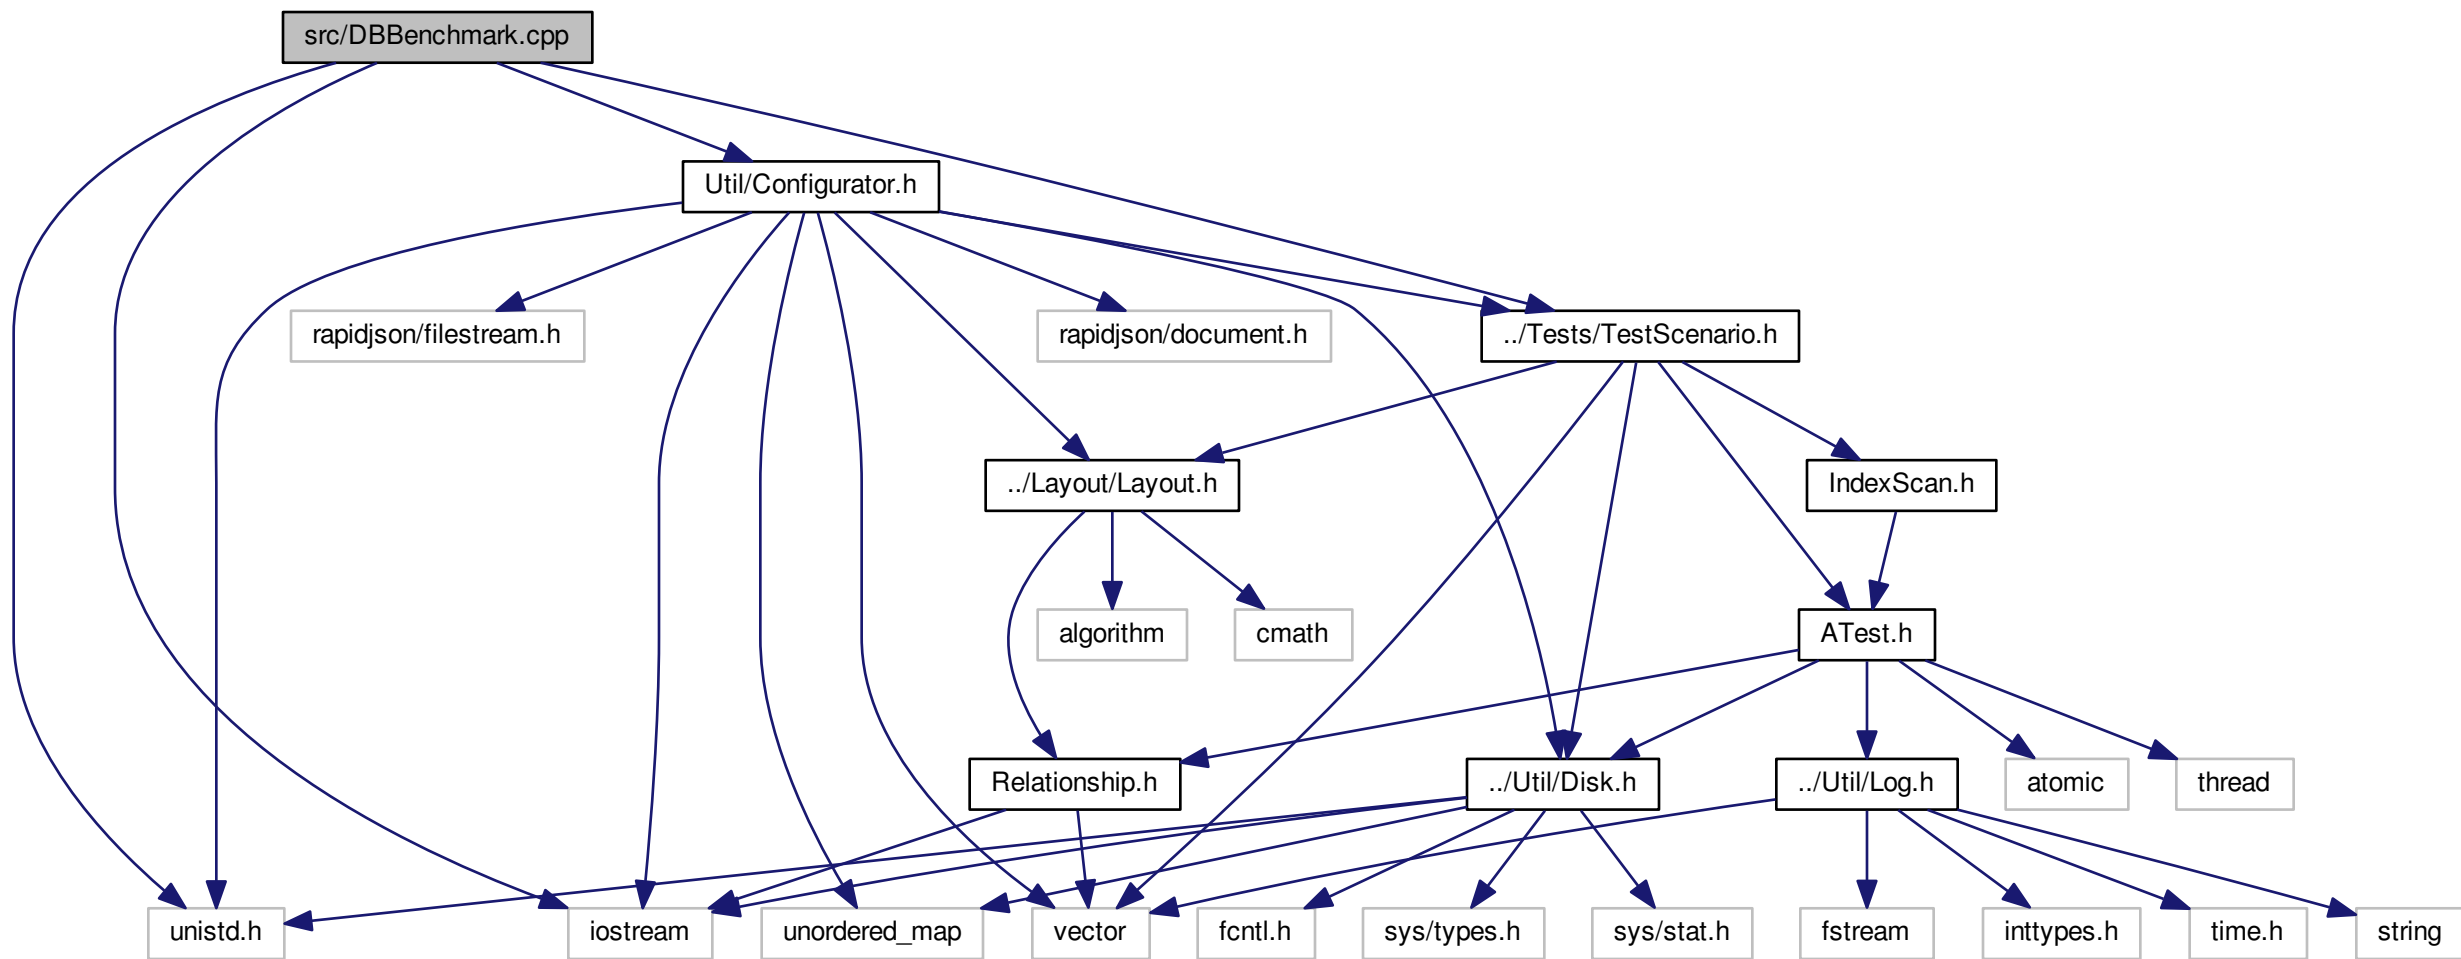 src/DBBenchmark.cpp
Util/Configurator.h
rapidjson/filestream.h
rapidjson/document.h
../Tests/TestScenario.h
../Layout/Layout.h
IndexScan.h
algorithm
cmath
ATest.h
Relationship.h
../Util/Disk.h
../Util/Log.h
atomic
thread
unistd.h
iostream
unordered_map
vector
fcntl.h
sys/types.h
sys/stat.h
fstream
inttypes.h
time.h
string